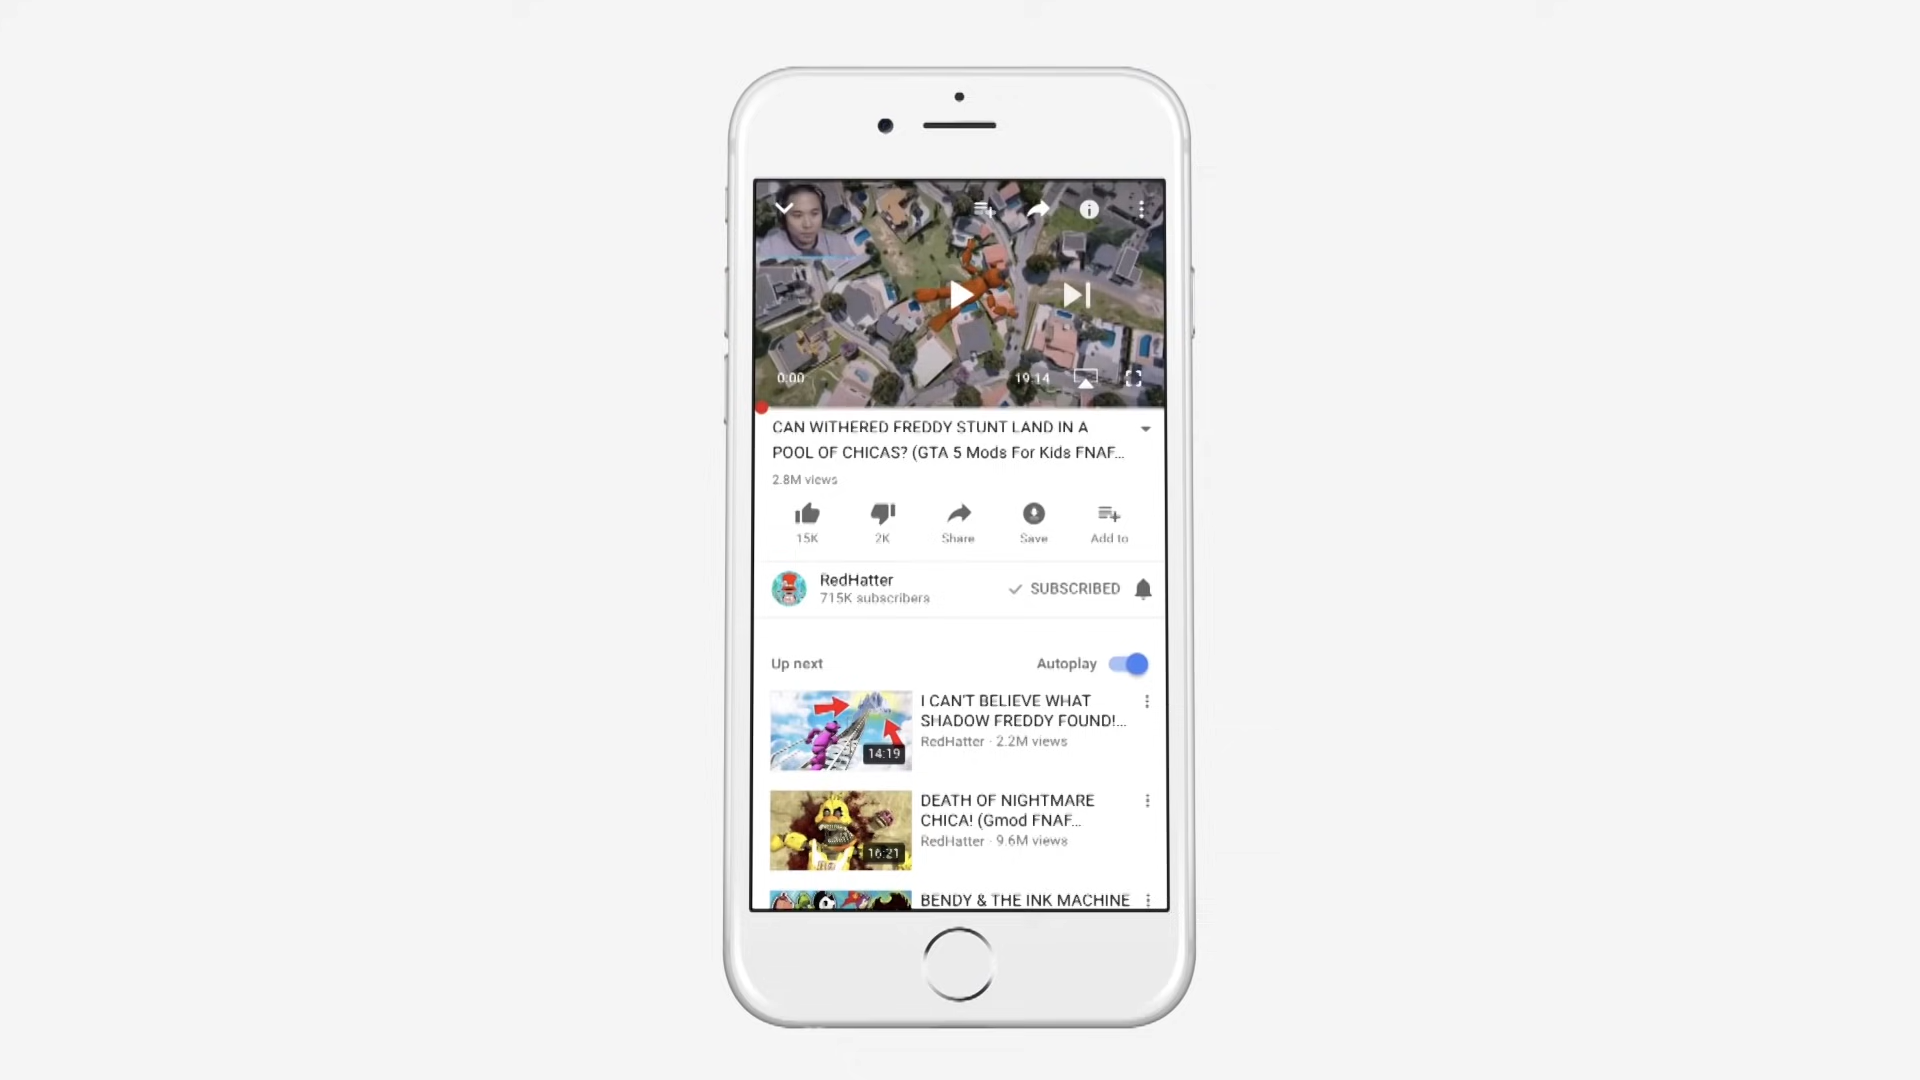 0:00
19:14
CAN WITHERED FREDDY STUNT LAND IN A
POOL OF CHICAS? (GTA 5 Mods For Kids FNAF...
2.8M views
15K
2K
Share
Save
Add to
RedHatter
715K subscribers
SUBSCRIBED
Up next
Autoplay
14:19
I CAN'T BELIEVE WHAT
SHADOW FREDDY FOUND!...
RedHatter · 2.2M views
16:21
DEATH OF NIGHTMARE
CHICA! (Gmod FNAF...
RedHatter · 9.6M views
BENDY & THE INK MACHINE